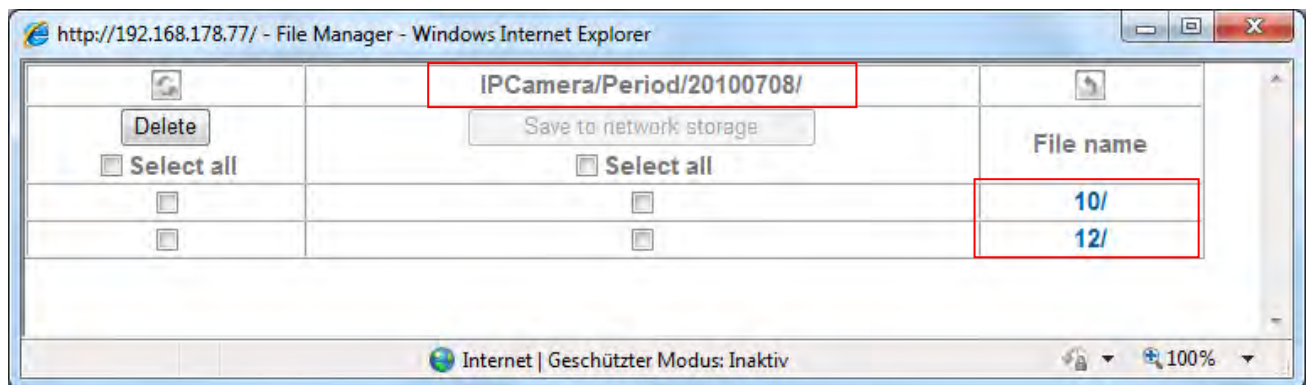 http://192.168.178.77/ - File Manager - Windows Internet Explorer
IPCamera/Period/20100708/
Delete
Save to network storage
File name
Select all
Select all
10/
12/
Internet | Geschützter Modus: Inaktiv
100%